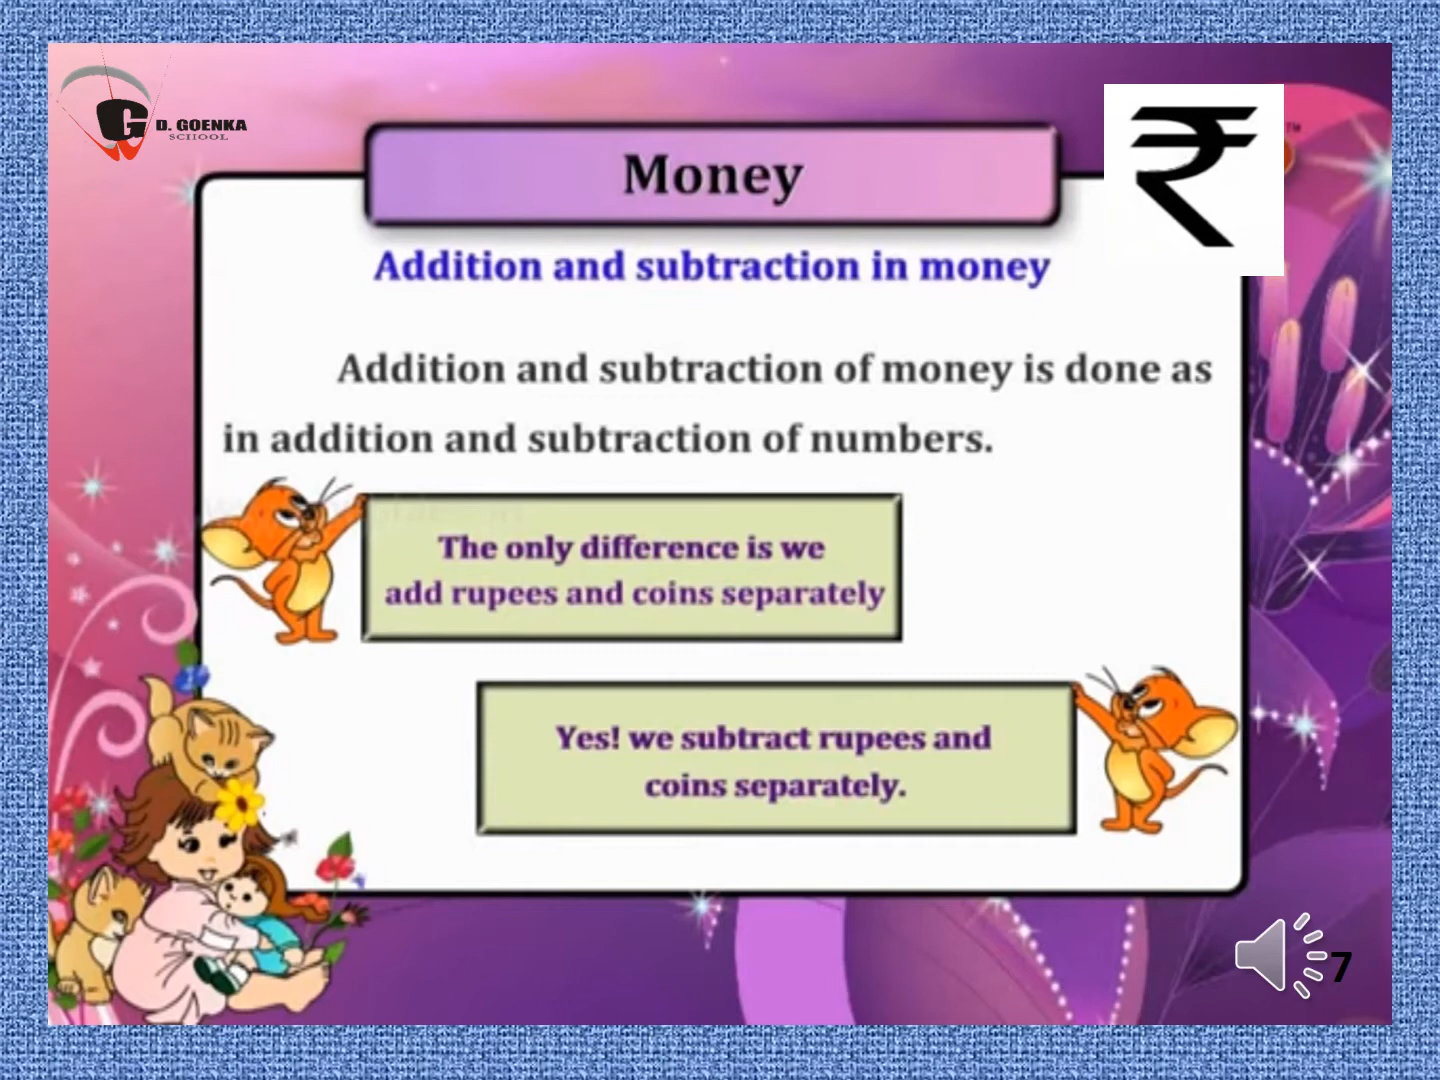 G D. GOENKA
SCHOOL
₹
TM
Money
Addition and subtraction in money
Addition and subtraction of money is done as
in addition and subtraction of numbers.
The only difference is we
add rupees and coins separately
Yes! we subtract rupees and
coins separately.
7